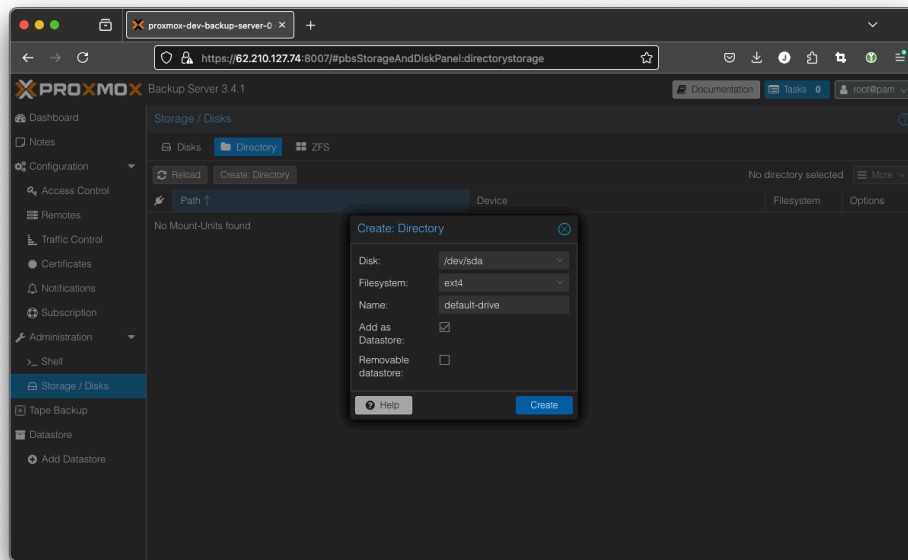 proxmox-dev-backup-server-0
https://62.210.127.74:8007/#pbsStorageAndDiskPanel:directorystorage
PROXMOX Backup Server 3.4.1
Documentation
Tasks 0
root@pam
Dashboard
Notes
Configuration
Access Control
Remotes
Traffic Control
Certificates
Notifications
Subscription
Administration
Shell
Storage / Disks
Tape Backup
Datastore
Add Datastore
Storage / Disks
Disks
Directory
ZFS
Reload
Create: Directory
No directory selected
More
Path
Device
Filesystem
Options
No Mount-Units found
Create: Directory
Disk: /dev/sda
Filesystem: ext4
Name: default-drive
Add as
Datastore:
Removable
datastore:
Help
Create